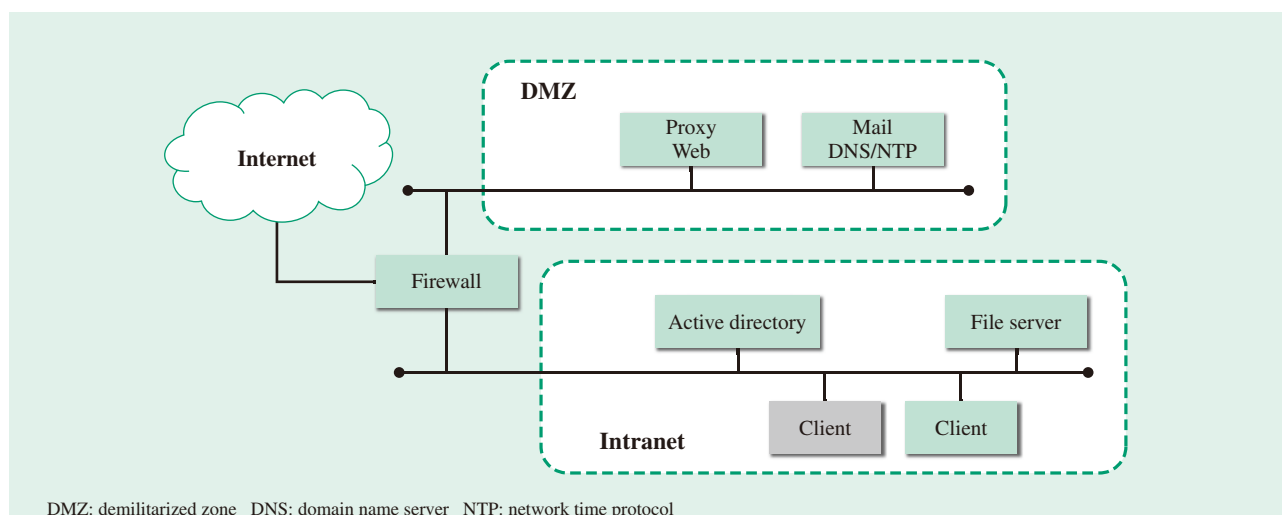 DMZ
Proxy
Web
Mail
DNS/NTP
Internet
Firewall
Active directory
File server
Client
Client
Intranet
DMZ: demilitarized zone DNS: domain name server NTP: network time protocol